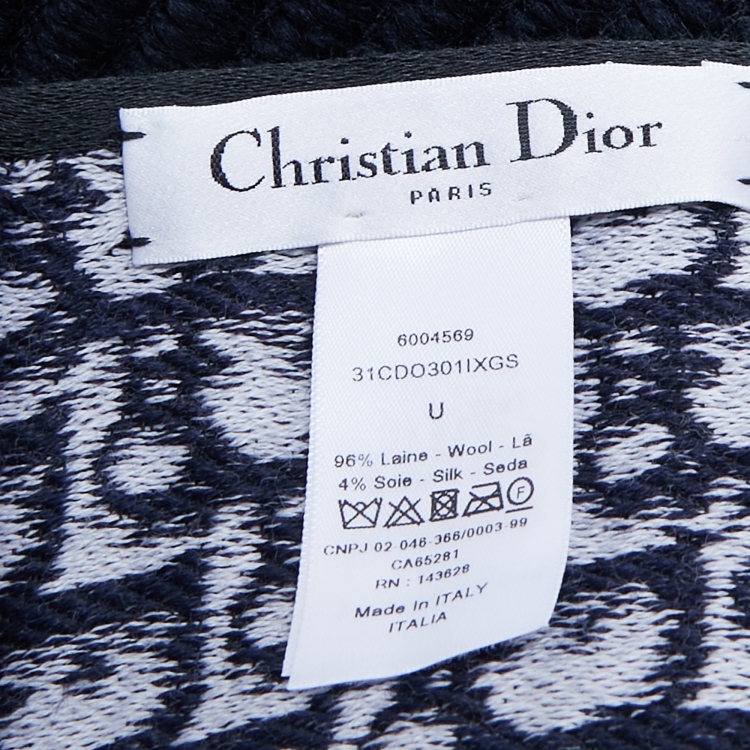 Christian Dior
PARIS
6004569
31CDO301IXGS
U
96% Laine - Wool - Lã
4% Soie - Silk - Seda
F
CNPJ 02-046-366/0003-99
CA65281
RN : 143628
Made In ITALY
ITALIA